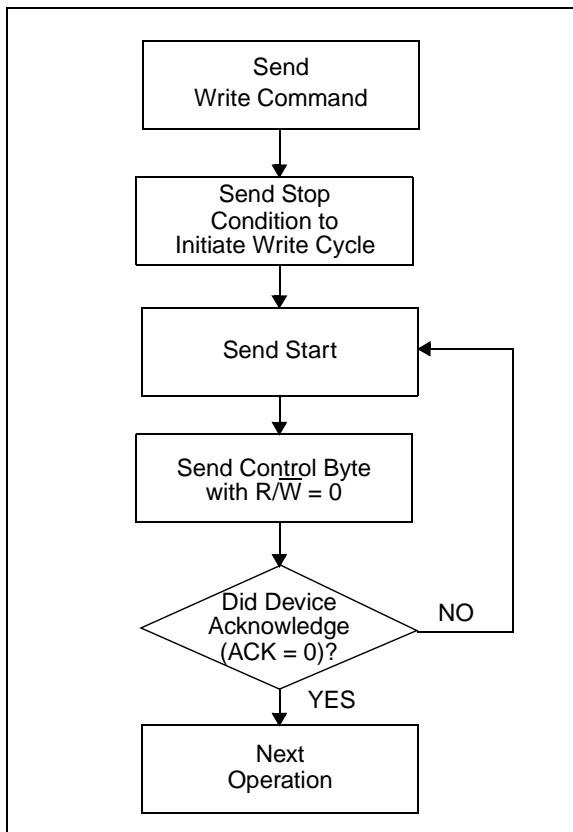 Send
Write Command
Send Stop
Condition to
Initiate Write Cycle
Send Start
Send Control Byte
with R/W̅ = 0
Did Device
Acknowledge
(ACK = 0)?
NO
YES
Next
Operation